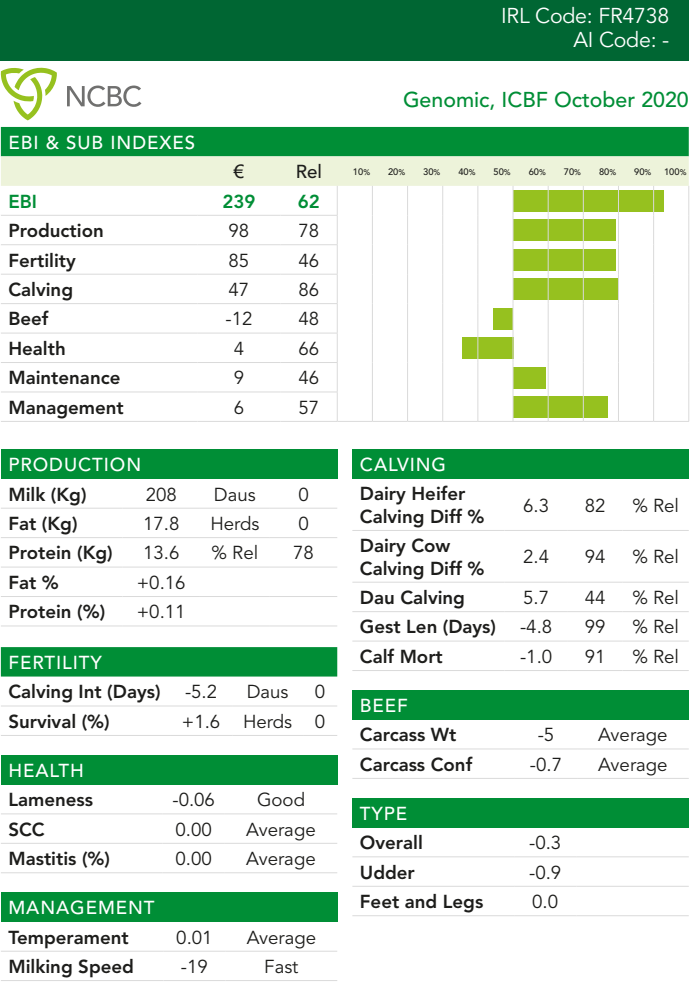 IRL Code: FR4738
AI Code: -
NCBC
Genomic, ICBF October 2020
EBI & SUB INDEXES
€ Rel 10% 20% 30% 40% 50% 60% 70% 80% 90% 100%
EBI 239 62
Production 98 78
Fertility 85 46
Calving 47 86
Beef -12 48
Health 4 66
Maintenance 9 46
Management 6 57
PRODUCTION
Milk (Kg) 208 Daus 0
Fat (Kg) 17.8 Herds 0
Protein (Kg) 13.6 % Rel 78
Fat % +0.16
Protein (%) +0.11
FERTILITY
Calving Int (Days) -5.2 Daus 0
Survival (%) +1.6 Herds 0
HEALTH
Lameness -0.06 Good
SCC 0.00 Average
Mastitis (%) 0.00 Average
MANAGEMENT
Temperament 0.01 Average
Milking Speed -19 Fast
CALVING
Dairy Heifer
Calving Diff % 6.3 82 % Rel
Dairy Cow
Calving Diff % 2.4 94 % Rel
Dau Calving 5.7 44 % Rel
Gest Len (Days) -4.8 99 % Rel
Calf Mort -1.0 91 % Rel
BEEF
Carcass Wt -5 Average
Carcass Conf -0.7 Average
TYPE
Overall -0.3
Udder -0.9
Feet and Legs 0.0